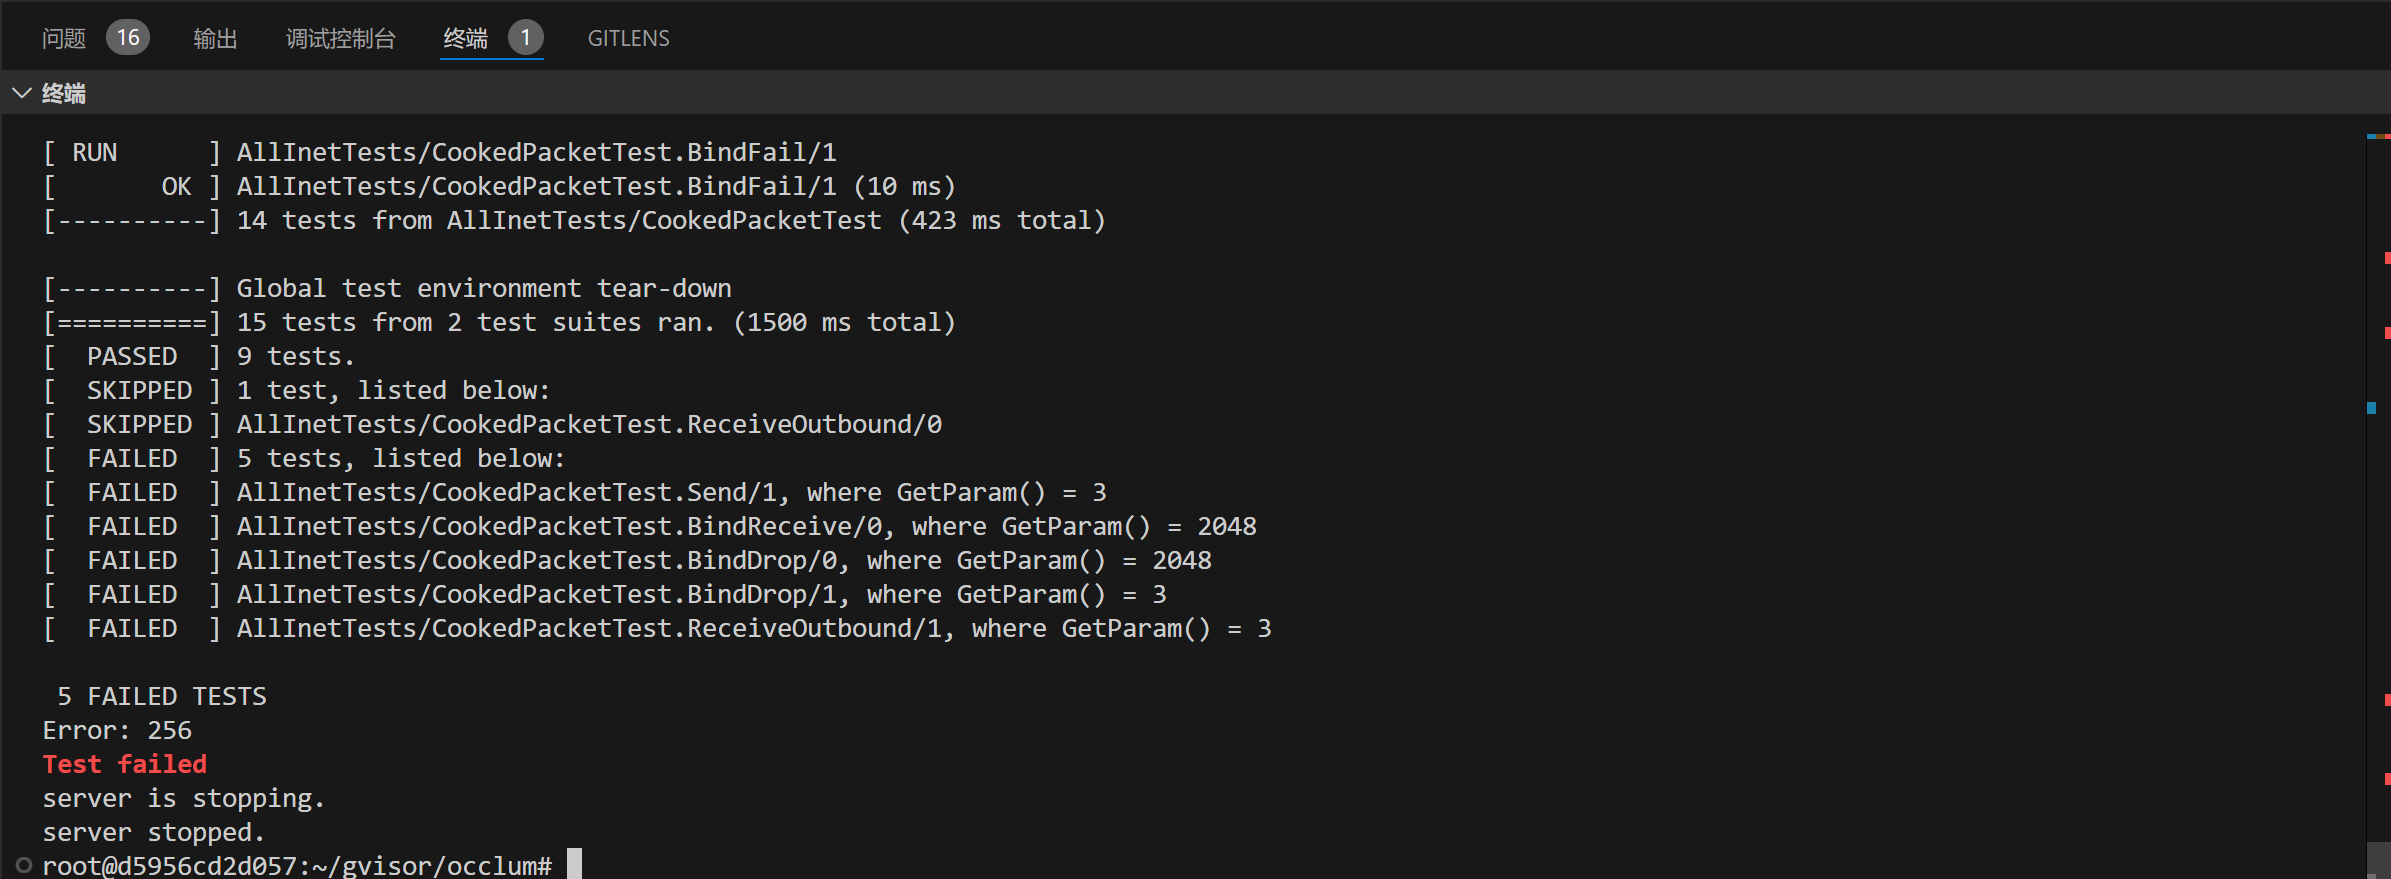 问题 16 输出 调试控制台 终端 1 GITLENS
终端
[ RUN      ] AllInetTests/CookedPacketTest.BindFail/1
[       OK ] AllInetTests/CookedPacketTest.BindFail/1 (10 ms)
[----------] 14 tests from AllInetTests/CookedPacketTest (423 ms total)
[----------] Global test environment tear-down
[==========] 15 tests from 2 test suites ran. (1500 ms total)
[  PASSED  ] 9 tests.
[  SKIPPED ] 1 test, listed below:
[  SKIPPED ] AllInetTests/CookedPacketTest.ReceiveOutbound/0
[  FAILED  ] 5 tests, listed below:
[  FAILED  ] AllInetTests/CookedPacketTest.Send/1, where GetParam() = 3
[  FAILED  ] AllInetTests/CookedPacketTest.BindReceive/0, where GetParam() = 2048
[  FAILED  ] AllInetTests/CookedPacketTest.BindDrop/0, where GetParam() = 2048
[  FAILED  ] AllInetTests/CookedPacketTest.BindDrop/1, where GetParam() = 3
[  FAILED  ] AllInetTests/CookedPacketTest.ReceiveOutbound/1, where GetParam() = 3
 5 FAILED TESTS
Error: 256
Test failed
server is stopping.
server stopped.
root@d5956cd2d057:~/gvisor/occlum#